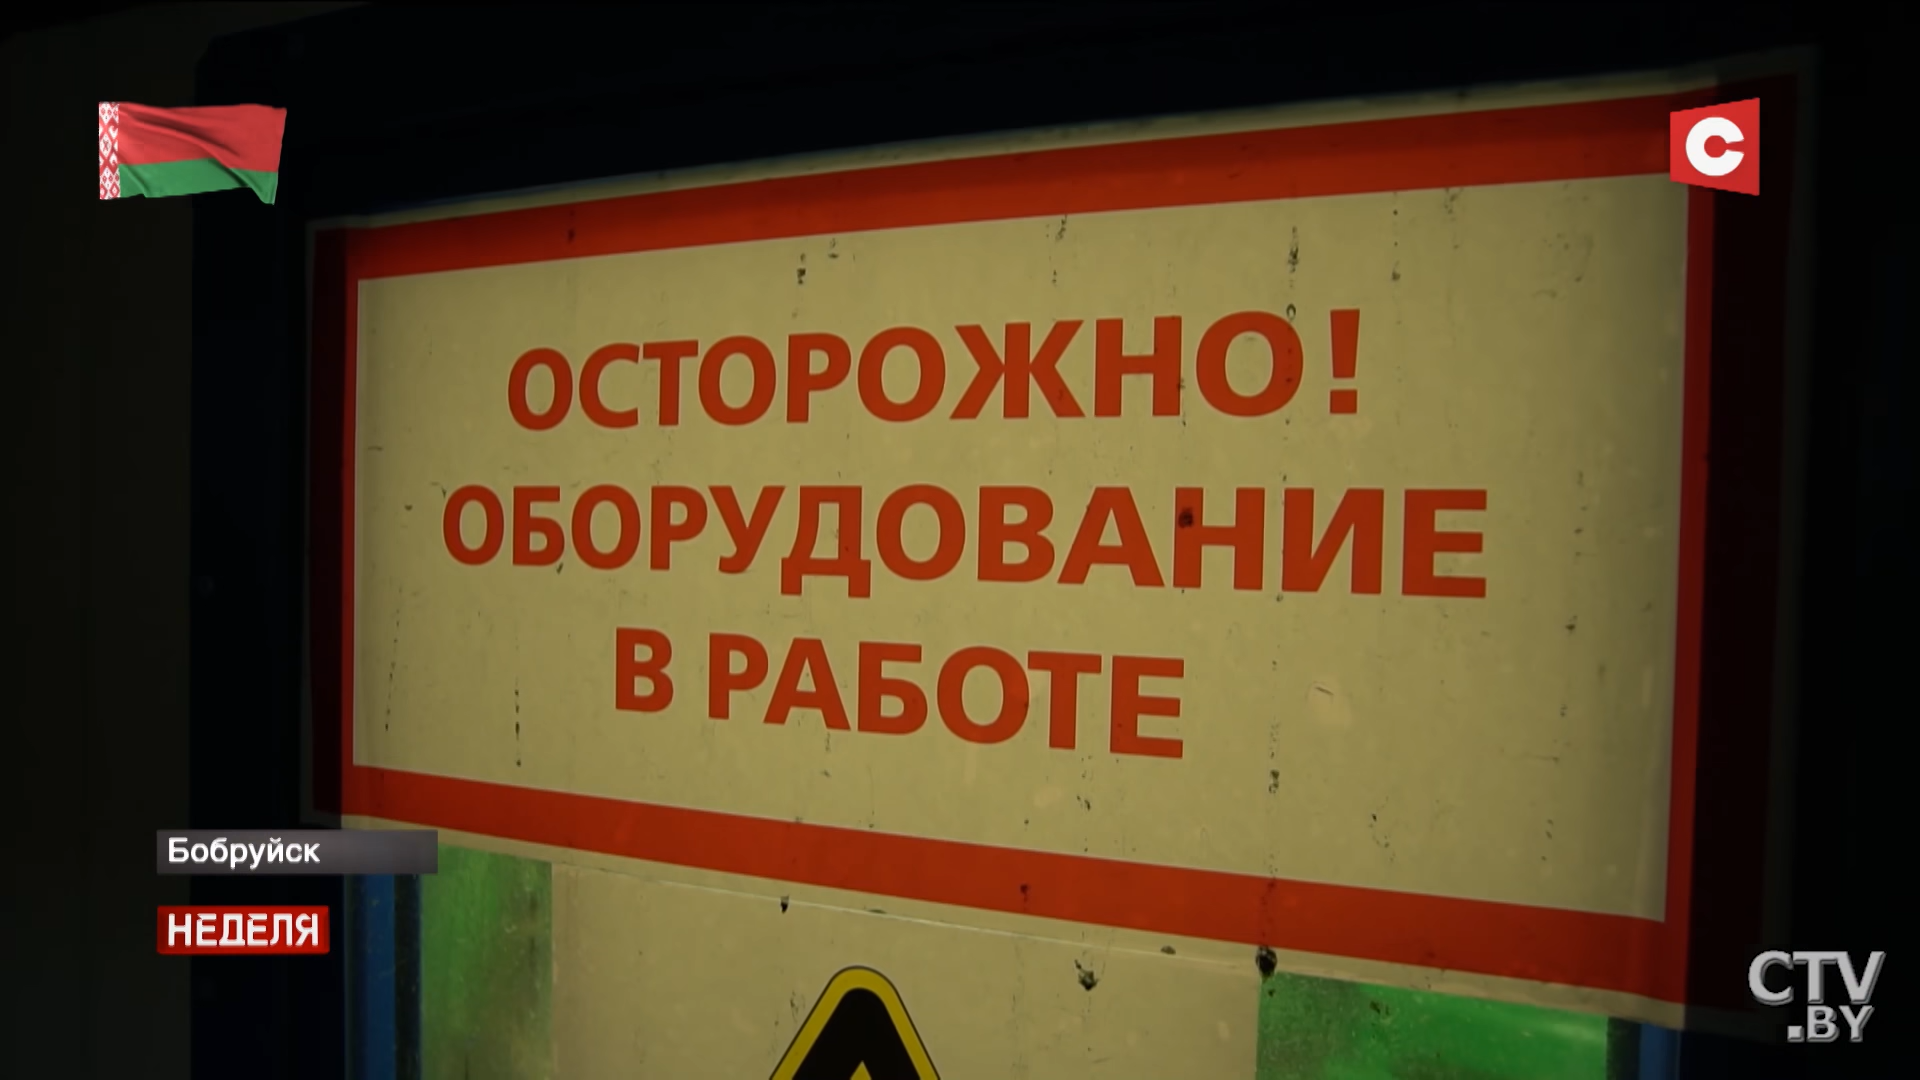 С
ОСТОРОЖНО!
ОБОРУДОВАНИЕ
В РАБОТЕ
Бобруйск
НЕДЕЛЯ
CTV
.BY